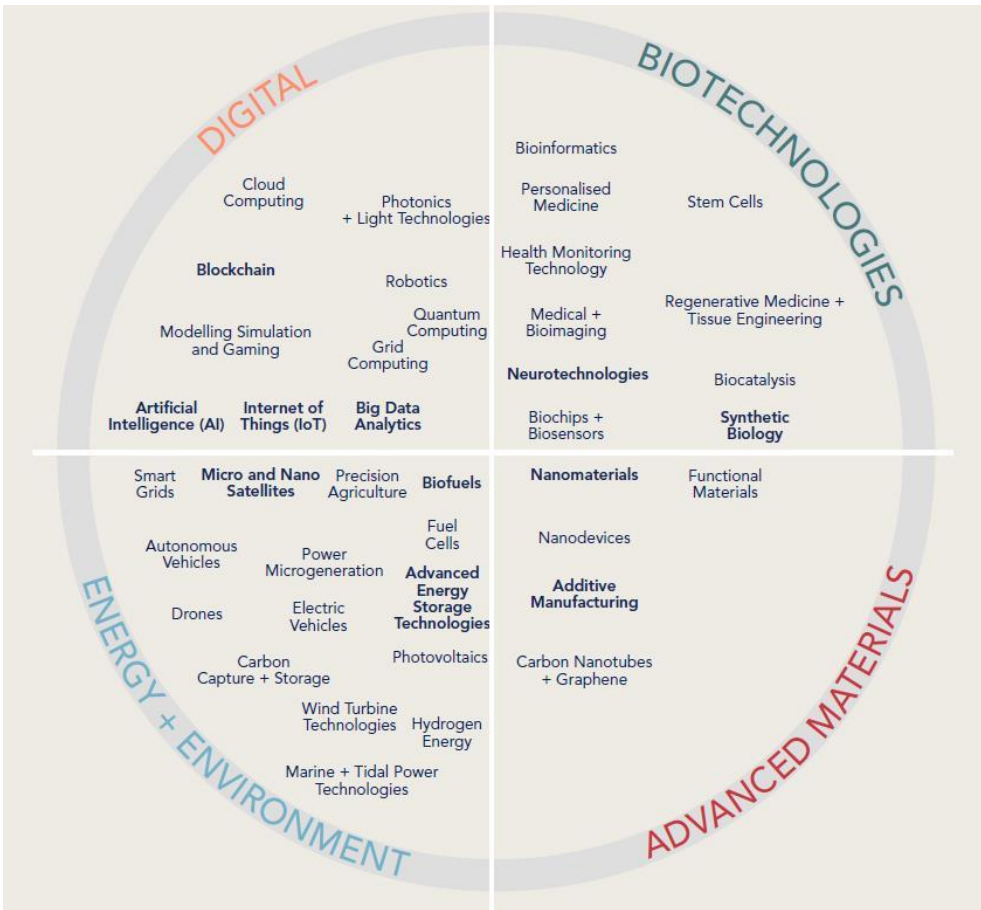 DIGITAL
Cloud
Computing
Photonics
+ Light Technologies
Blockchain
Robotics
Quantum
Computing
Modelling Simulation
and Gaming
Grid
Computing
Artificial
Intelligence (AI)
Internet of
Things (IoT)
Big Data
Analytics
BIOTECHNOLOGIES
Bioinformatics
Personalised
Medicine
Stem Cells
Health Monitoring
Technology
Medical +
Bioimaging
Regenerative Medicine +
Tissue Engineering
Neurotechnologies
Biocatalysis
Biochips +
Biosensors
Synthetic
Biology
ENERGY + ENVIRONMENT
Smart
Grids
Micro and Nano
Satellites
Precision
Agriculture
Biofuels
Fuel
Cells
Autonomous
Vehicles
Power
Microgeneration
Advanced
Energy
Storage
Technologies
Drones
Electric
Vehicles
Photovoltaics
Carbon
Capture + Storage
Wind Turbine
Technologies
Hydrogen
Energy
Marine + Tidal Power
Technologies
ADVANCED MATERIALS
Nanomaterials
Functional
Materials
Nanodevices
Additive
Manufacturing
Carbon Nanotubes
+ Graphene